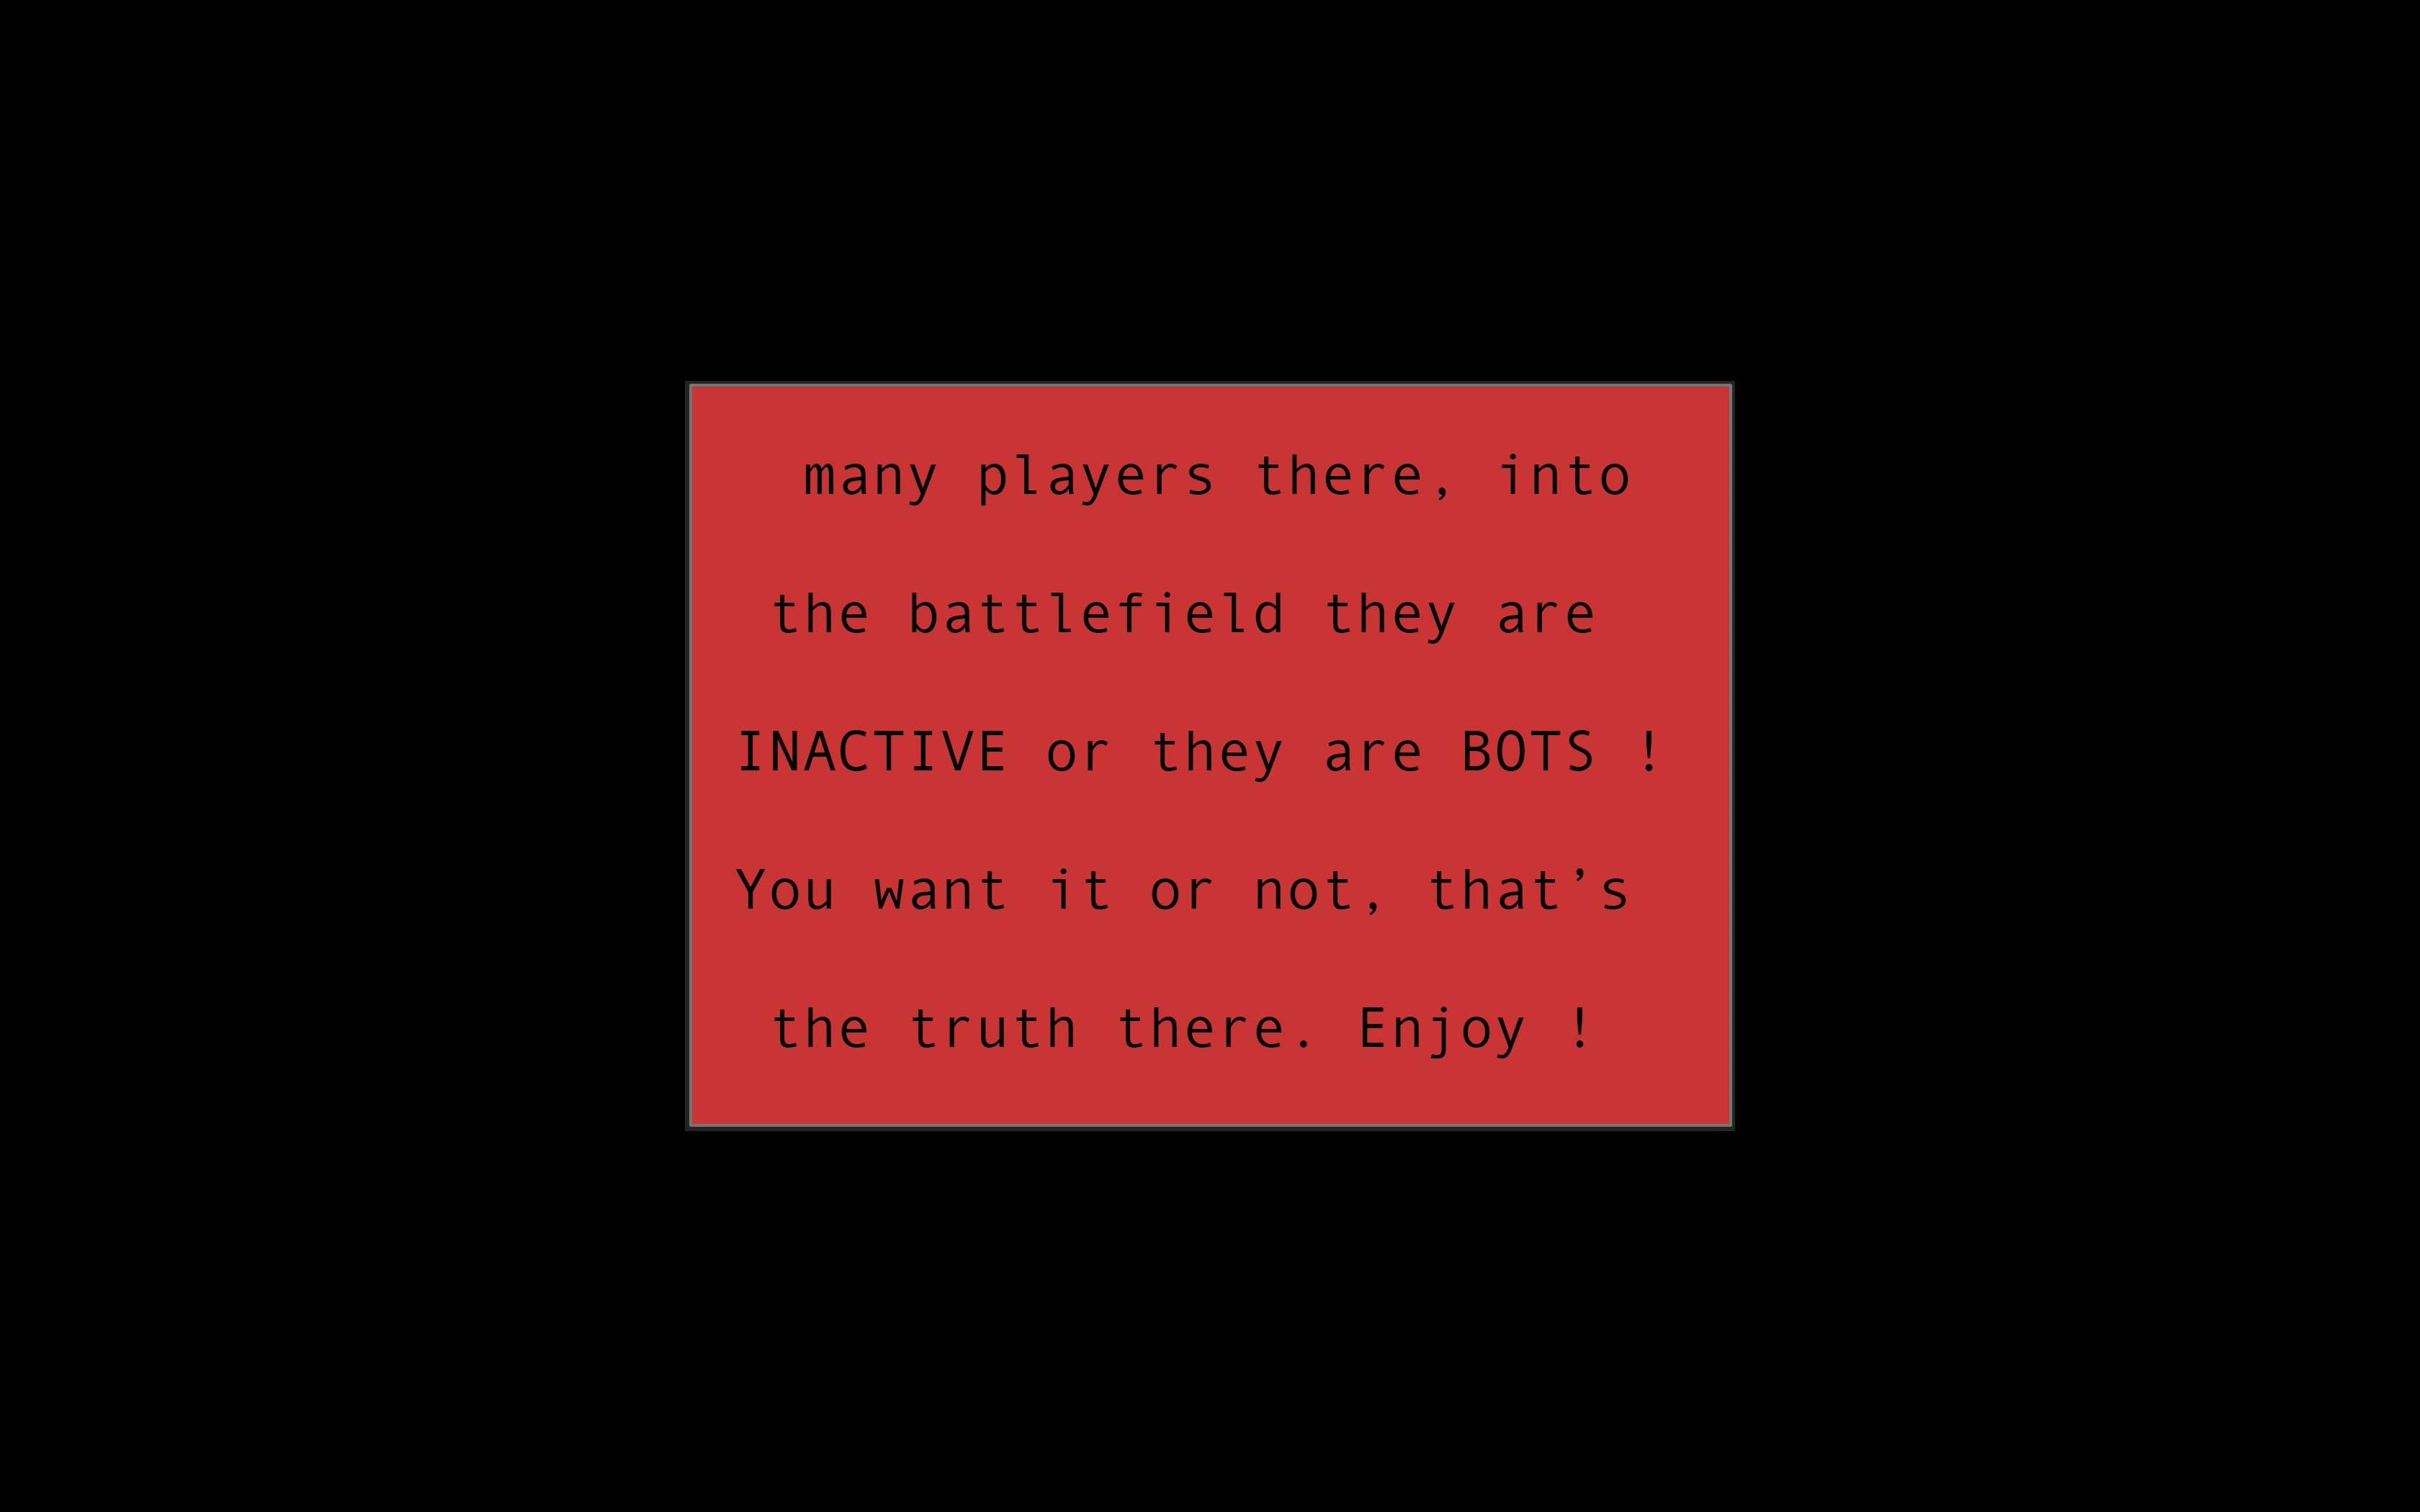 many players there, into
the battlefield they are
INACTIVE or they are BOTS !
You want it or not, that’s
the truth there. Enjoy !